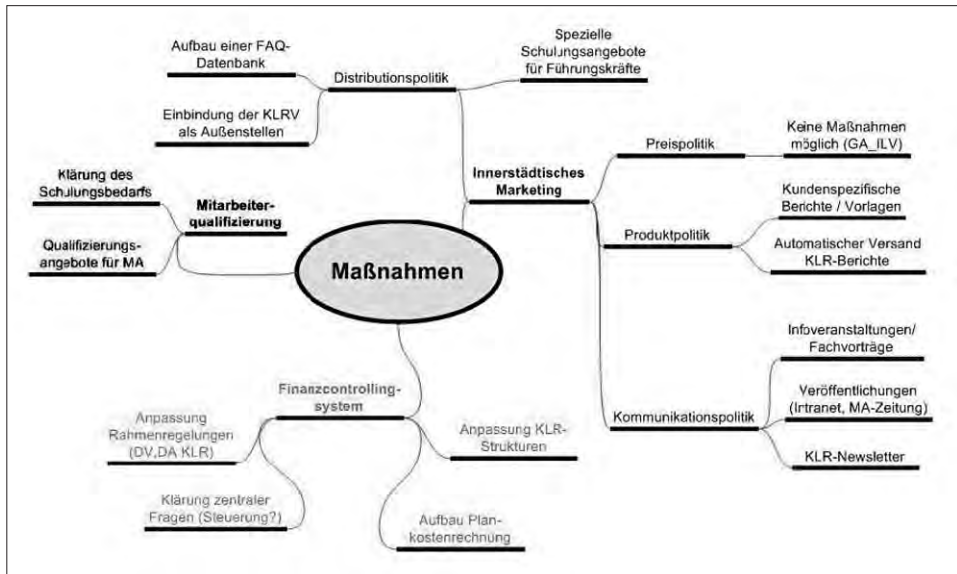 Maßnahmen
Innerstädtisches
Marketing
Distributionspolitik
Aufbau einer FAQ-
Datenbank
Einbindung der KLRV
als Außenstellen
Spezielle
Schulungsangebote
für Führungskräfte
Preispolitik
Keine Maßnahmen
möglich (GA_ILV)
Produktpolitik
Kundenspezifische
Berichte / Vorlagen
Automatischer Versand
KLR-Berichte
Kommunikationspolitik
Infoveranstaltungen/
Fachvorträge
Veröffentlichungen
(Intranet, MA-Zeitung)
KLR-Newsletter
Mitarbeiter-
qualifizierung
Klärung des
Schulungsbedarfs
Qualifizierungs-
angebote für MA
Finanzcontrolling-
system
Anpassung
Rahmenregelungen
(DV,DA KLR)
Klärung zentraler
Fragen (Steuerung?)
Anpassung KLR-
Strukturen
Aufbau Plan-
kostenrechnung